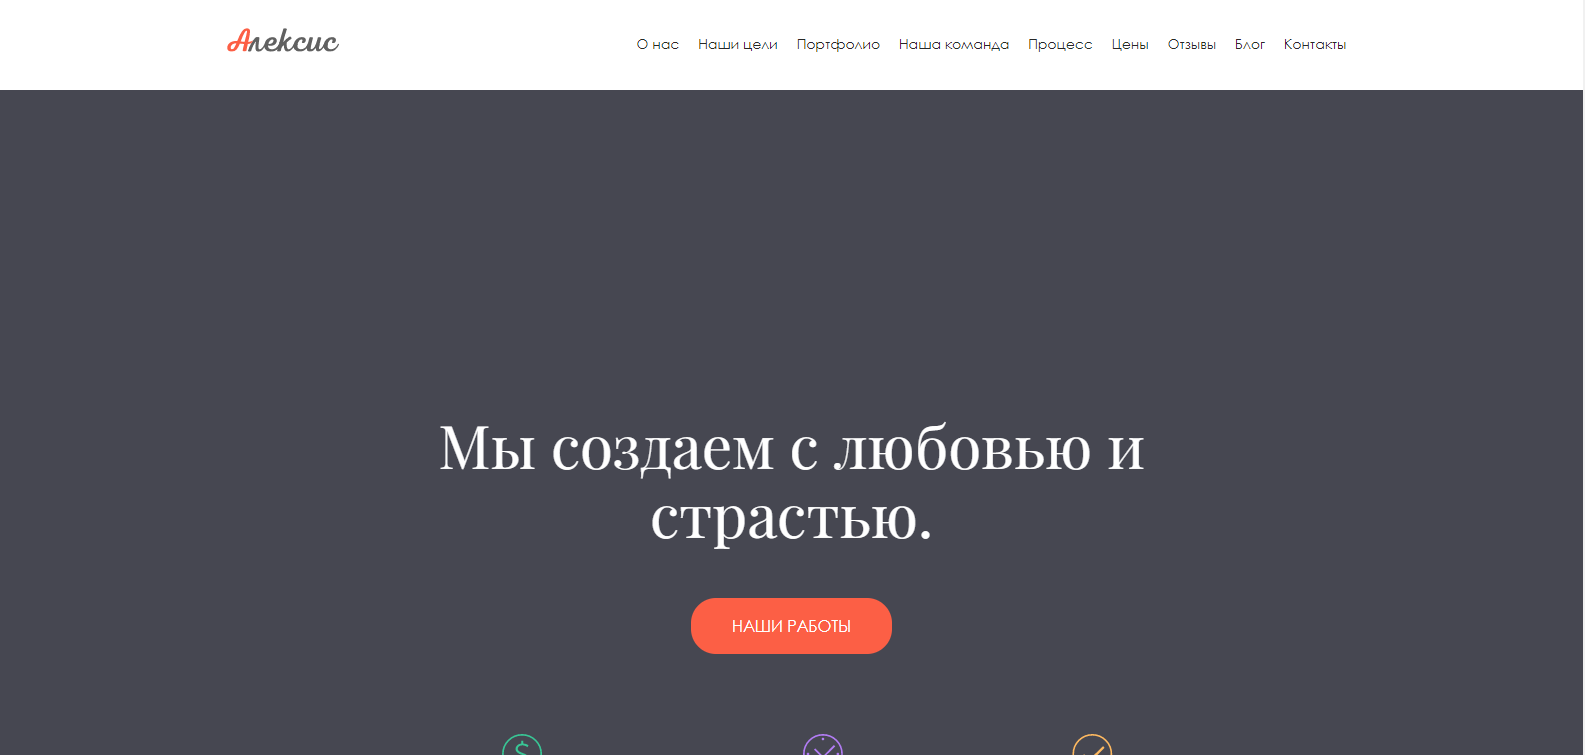 Алексис
О нас Наши цели Портфолио Наша команда Процесс Цены Отзывы Блог Контакты
Мы создаем с любовью и
страстью.
НАШИ РАБОТЫ
$